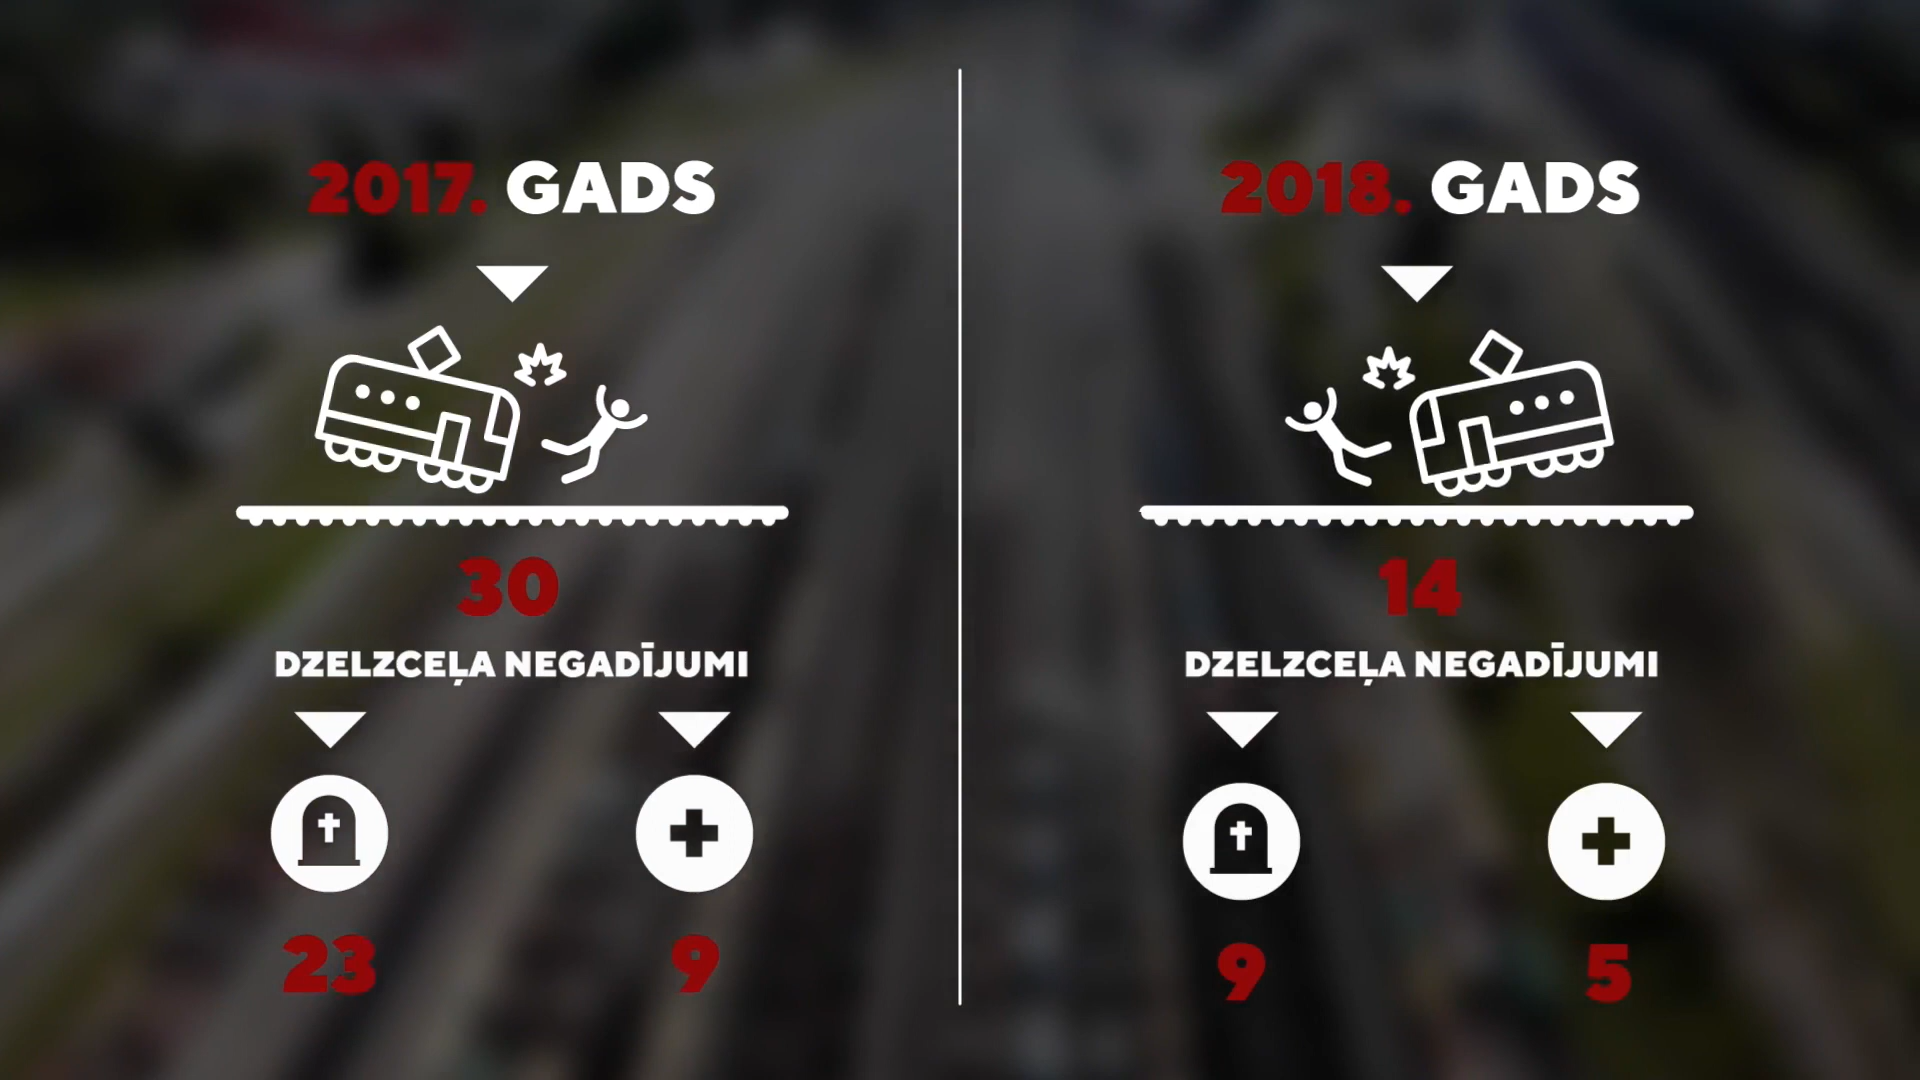 2017. GADS
30
DZELZCEĻA NEGADĪJUMI
23 9
2018. GADS
14
DZELZCEĻA NEGADĪJUMI
9 5